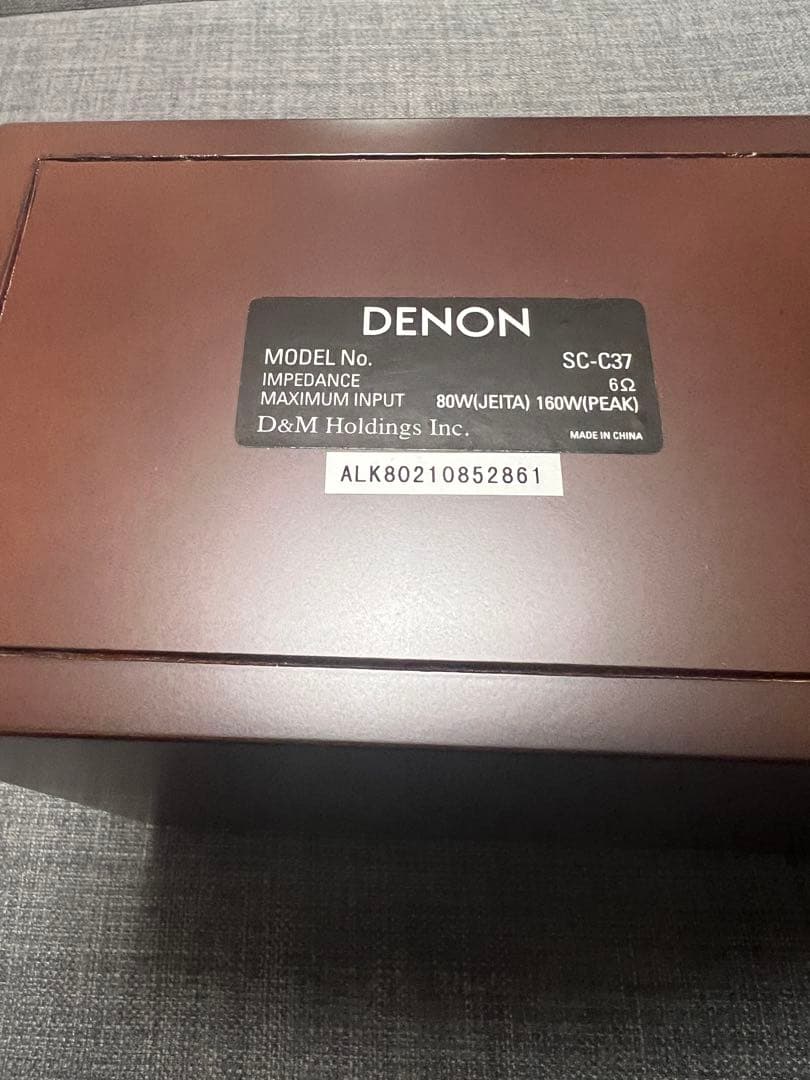 DENON
MODEL No. SC-C37
IMPEDANCE 6Ω
MAXIMUM INPUT 80W(JEITA) 160W(PEAK)
D&M Holdings Inc. MADE IN CHINA
ALK80210852861